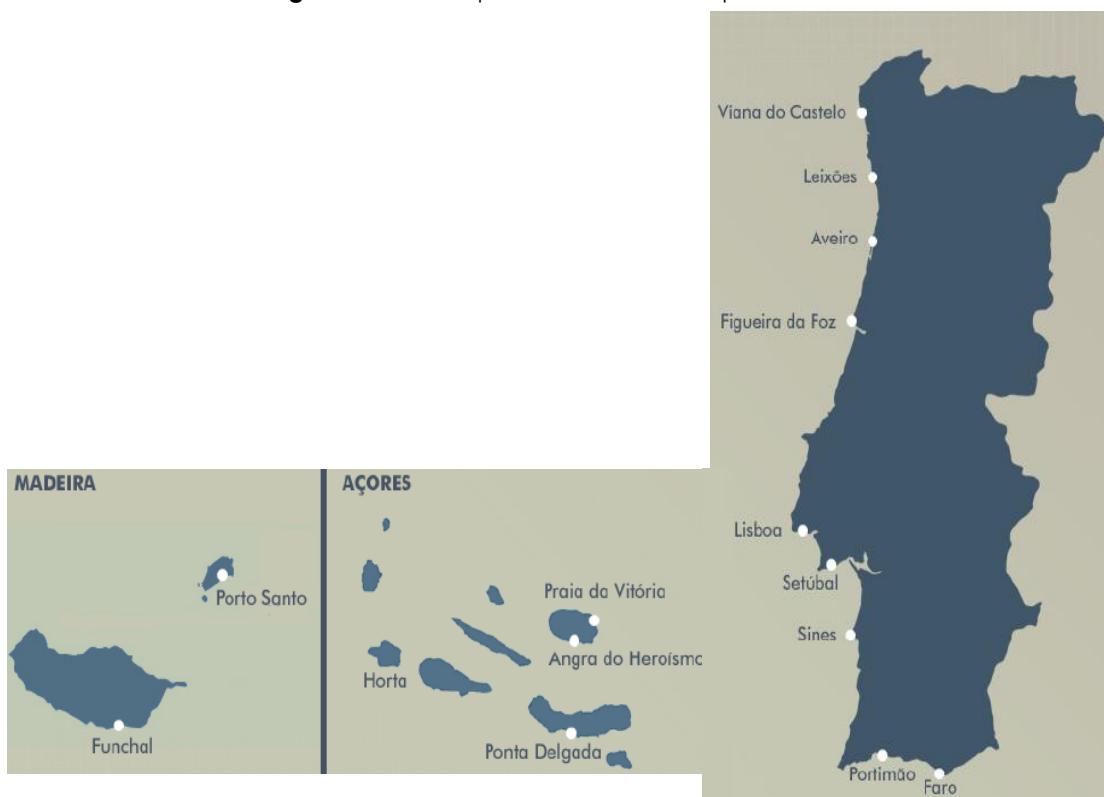 Viana do Castelo
Leixões
Aveiro
Figueira da Foz
Lisboa
Setúbal
Sines
Portimão
Faro
MADEIRA
Porto Santo
Funchal
AÇORES
Praia da Vitória
Angra do Heroísmo
Horta
Ponta Delgada